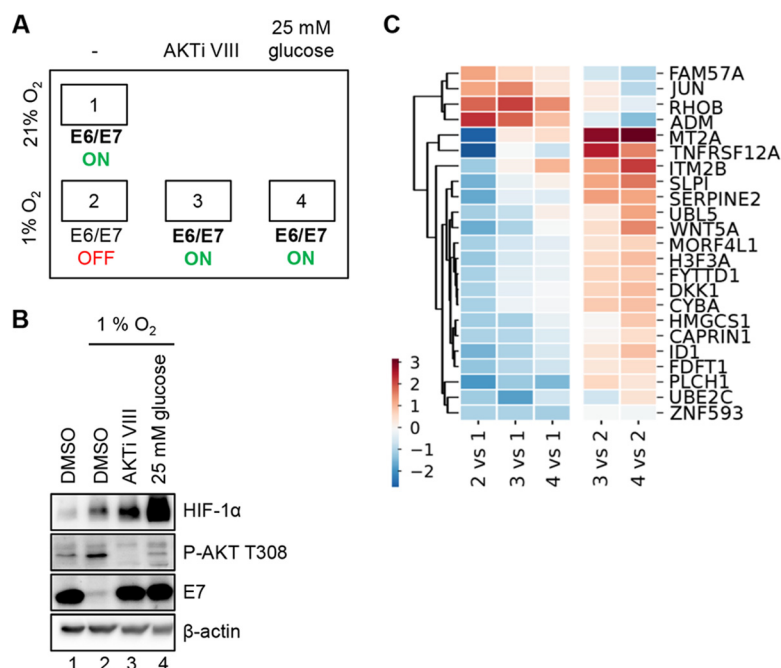 A
-
AKTi VIII
25 mM
glucose
21% O2
1
E6/E7
ON
1% O2
2
E6/E7
OFF
3
E6/E7
ON
4
E6/E7
ON
B
1 % O2
DMSO
DMSO
AKTi VIII
25 mM glucose
HIF-1α
P-AKT T308
E7
β-actin
1 2 3 4
C
FAM57A
JUN
RHOB
ADM
MT2A
TNFRSF12A
ITM2B
SLPI
SERPINE2
UBL5
WNT5A
MORF4L1
H3F3A
FYTTD1
DKK1
CYBA
HMGCS1
CAPRIN1
ID1
FDFT1
PLCH1
UBE2C
ZNF593
3
2
1
0
−1
−2
2 vs 1
3 vs 1
4 vs 1
3 vs 2
4 vs 2